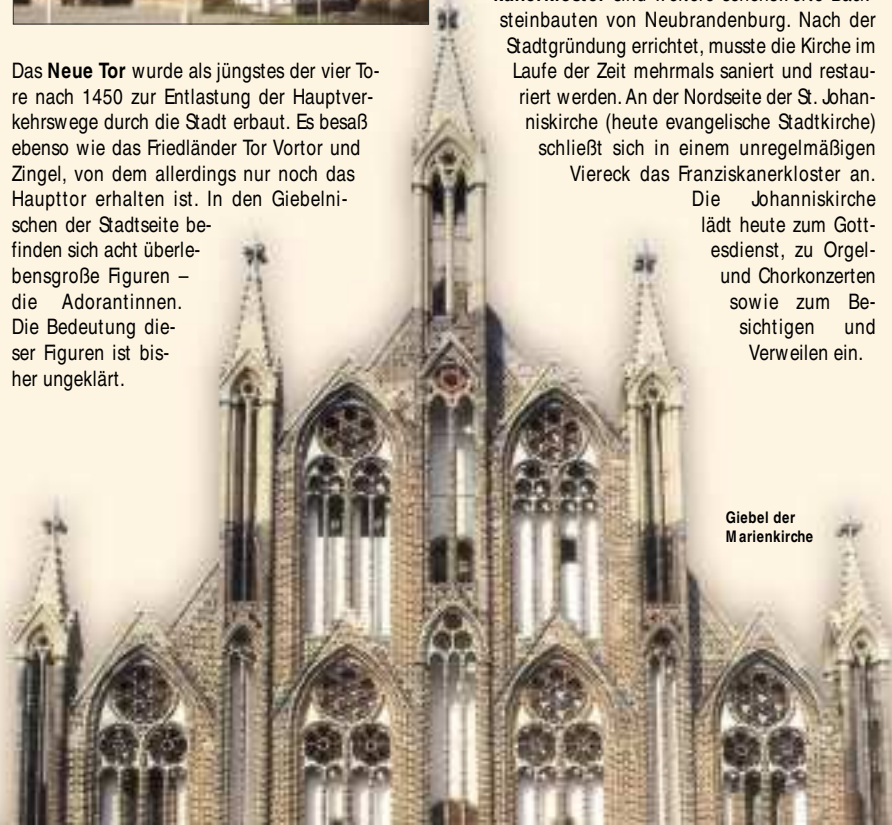 Das Neue Tor wurde als jüngstes der vier To-
re nach 1450 zur Entlastung der Hauptver-
kehrswege durch die Stadt erbaut. Es besaß
ebenso wie das Friedländer Tor Vortor und
Zingel, von dem allerdings nur noch das
Haupttor erhalten ist. In den Giebelni-
schen der Stadtseite be-
finden sich acht überle-
bensgroße Figuren –
die Adorantinnen.
Die Bedeutung die-
ser Figuren ist bis-
her ungeklärt.
steinbauten von Neubrandenburg. Nach der
Stadtgründung errichtet, musste die Kirche im
Laufe der Zeit mehrmals saniert und restau-
riert werden. An der Nordseite der St. Johan-
niskirche (heute evangelische Stadtkirche)
schließt sich in einem unregelmäßigen
Viereck das Franziskanerkloster an.
Die Johanniskirche
lädt heute zum Gott-
esdienst, zu Orgel-
und Chorkonzerten
sowie zum Be-
sichtigen und
Verweilen ein.
Giebel der
Marienkirche